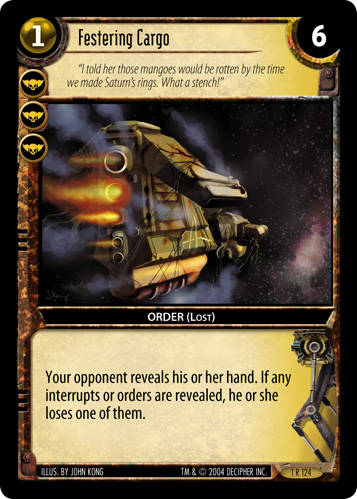 1 Festering Cargo 6
"I told her those mangoes would be rotten by the time
we made Saturn's rings. What a stench!"
ORDER (LOST)
Your opponent reveals his or her hand. If any
interrupts or orders are revealed, he or she
loses one of them.
ILLUS. BY JOHN KONG TM & © 2004 DECIPHER INC. 1 R 124